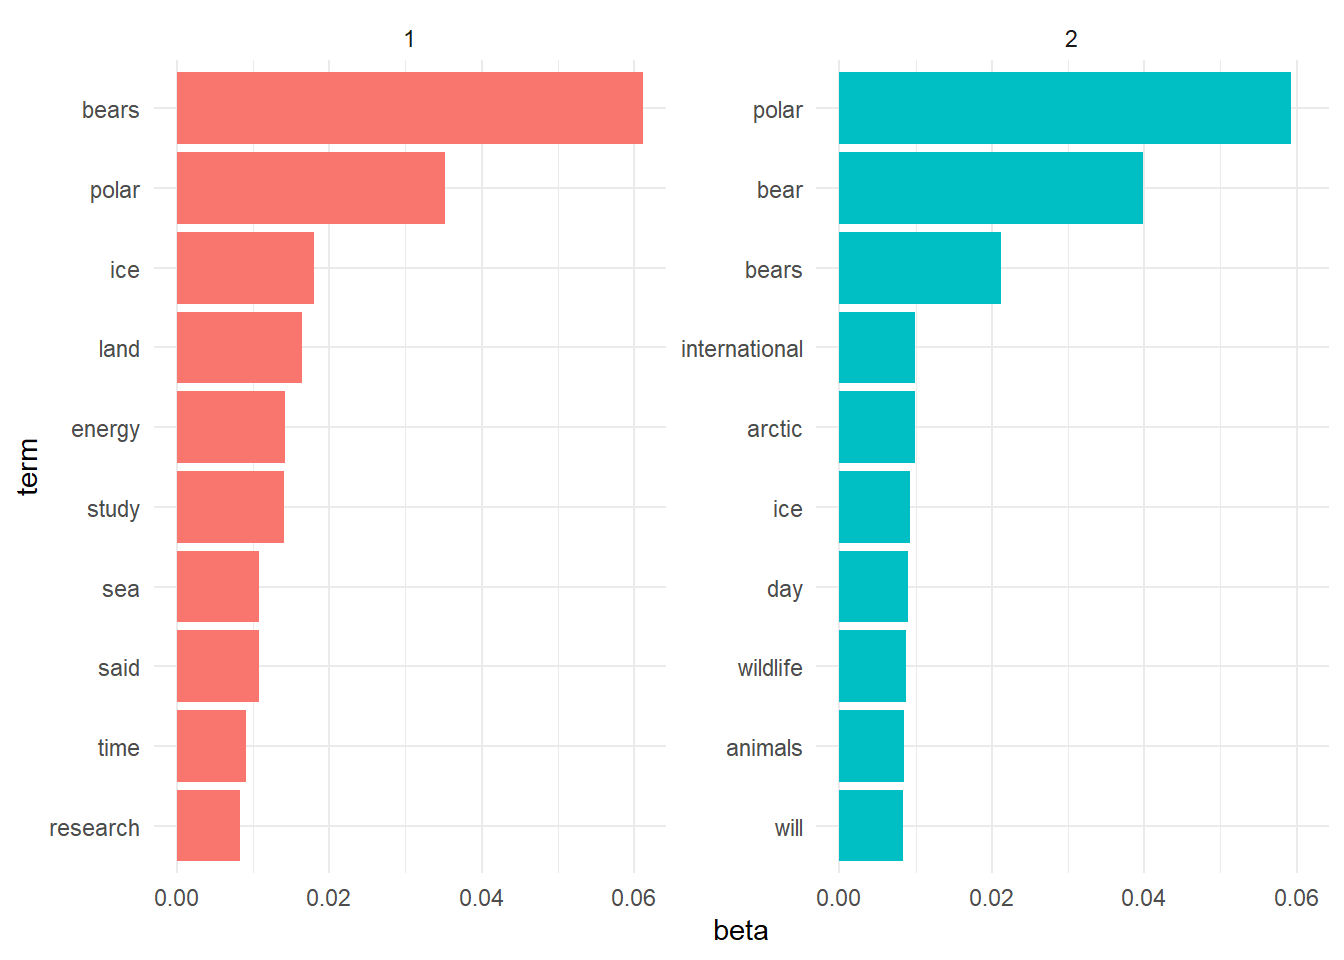 1
bears
polar
ice
land
energy
study
sea
said
time
research
0.00 0.02 0.04 0.06
2
polar
bear
bears
international
arctic
ice
day
wildlife
animals
will
0.00 0.02 0.04 0.06
term
beta